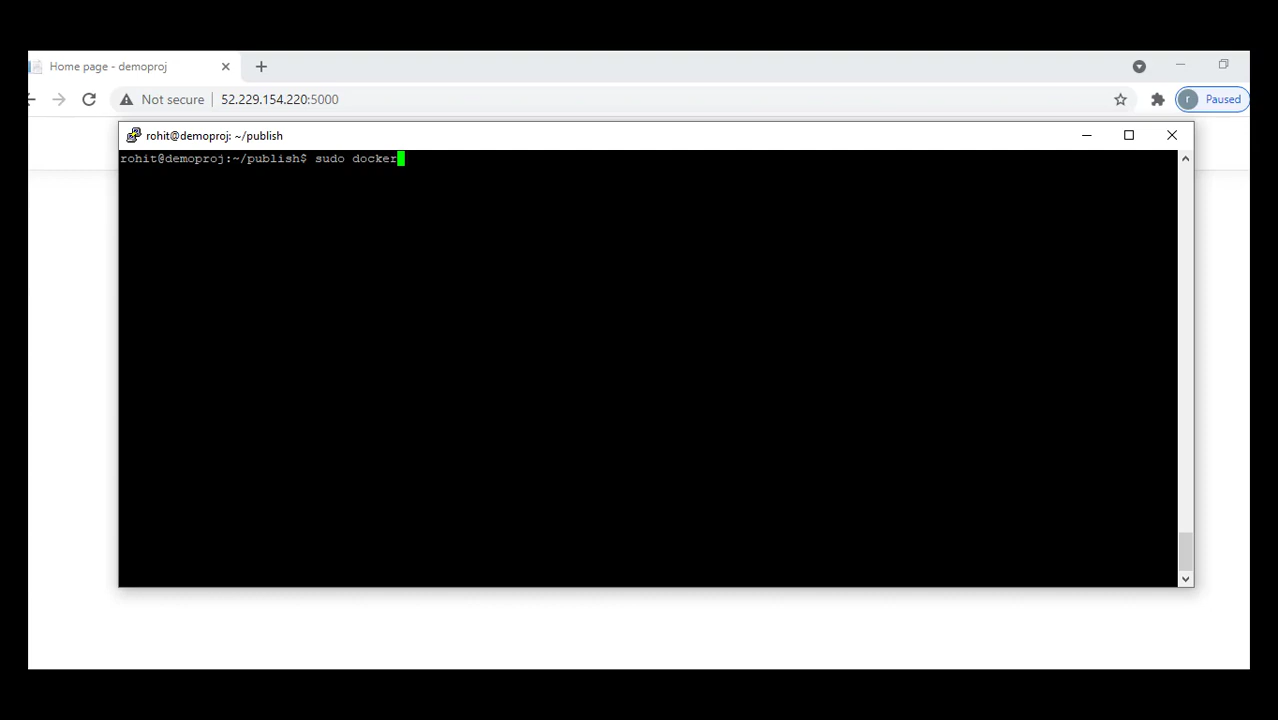 Home page - demoproj
Not secure 52.229.154.220:5000
r Paused
rohit@demoproj: ~/publish
rohit@demoproj:~/publish$ sudo docker